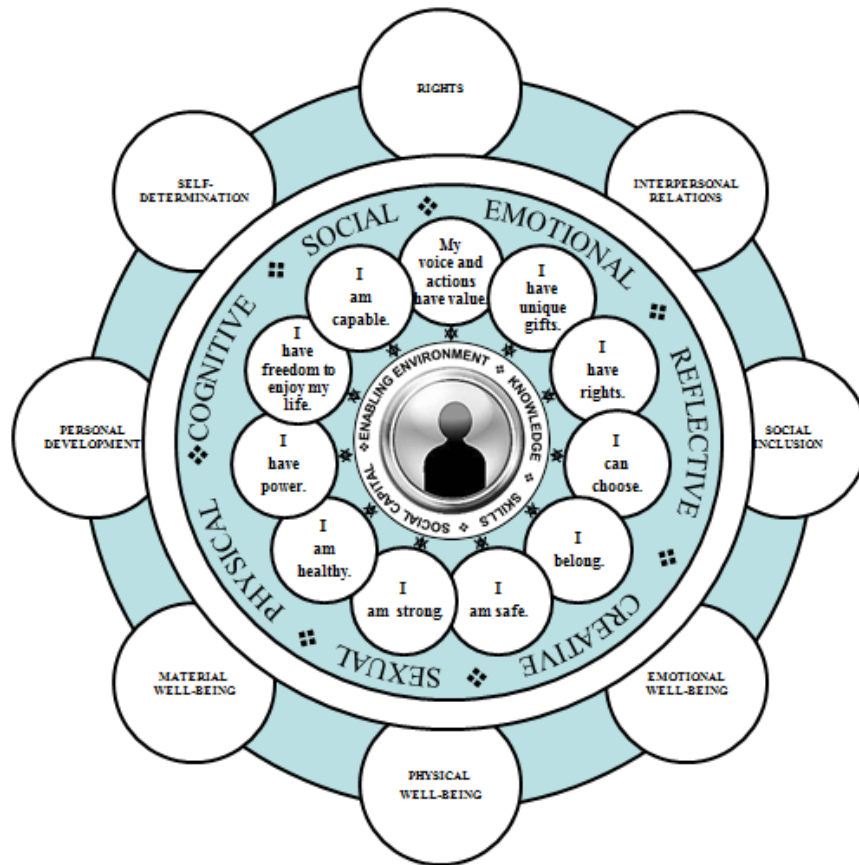 RIGHTS
INTERPERSONAL
RELATIONS
SOCIAL
INCLUSION
EMOTIONAL
WELL-BEING
PHYSICAL
WELL-BEING
MATERIAL
WELL-BEING
PERSONAL
DEVELOPMENT
SELF-
DETERMINATION
SOCIAL
EMOTIONAL
REFLECTIVE
CREATIVE
SEXUAL
PHYSICAL
COGNITIVE
My
voice and
actions
have value.
I
have
unique
gifts.
I
have
rights.
I
can
choose.
I
belong.
I
am safe.
I
am strong.
I
am
healthy.
I
have
power.
I
have
freedom to
enjoy my
life.
I
am
capable.
ENABLING ENVIRONMENT
KNOWLEDGE
SKILLS
SOCIAL CAPITAL